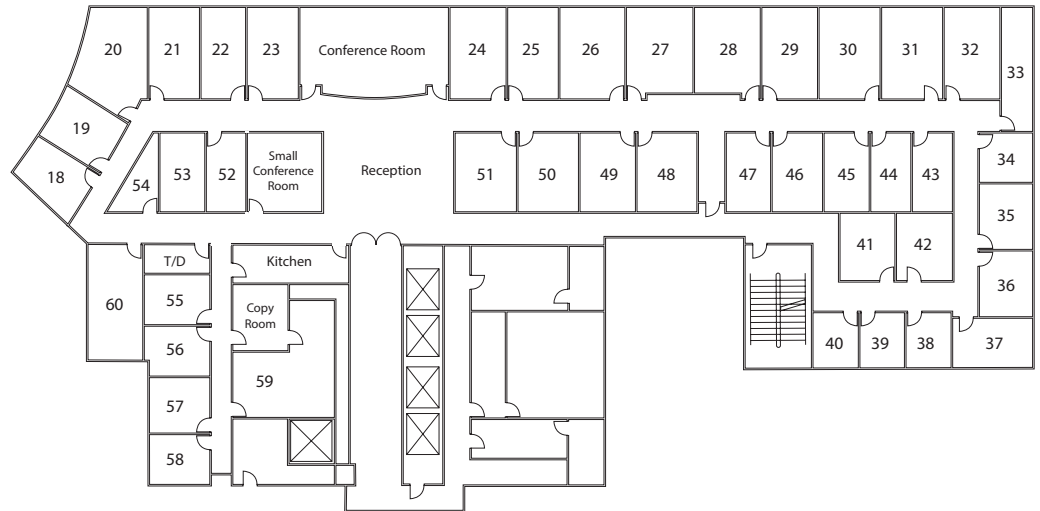 20 21 22 23 Conference Room 24 25 26 27 28 29 30 31 32
33
19
18
54 53 52
Small
Conference
Room
Reception
51 50 49 48 47 46 45 44 43
34
35
41 42
36
60
T/D
Kitchen
55
Copy
Room
56
59
57
58
40 39 38 37